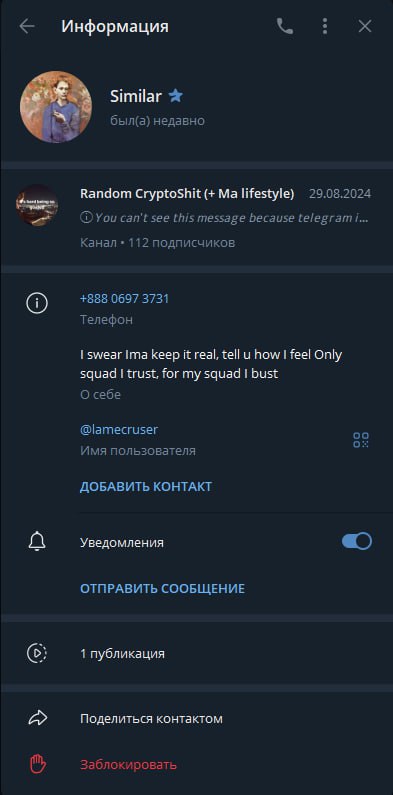 Информация
Similar
был(а) недавно
Random CryptoShit (+ Ma lifestyle) 29.08.2024
You can't see this message because telegram i...
Канал • 112 подписчиков
+888 0697 3731
Телефон
I swear Ima keep it real, tell u how I feel Only
squad I trust, for my squad I bust
О себе
@lamecruser
Имя пользователя
ДОБАВИТЬ КОНТАКТ
Уведомления
ОТПРАВИТЬ СООБЩЕНИЕ
1 публикация
Поделиться контактом
Заблокировать